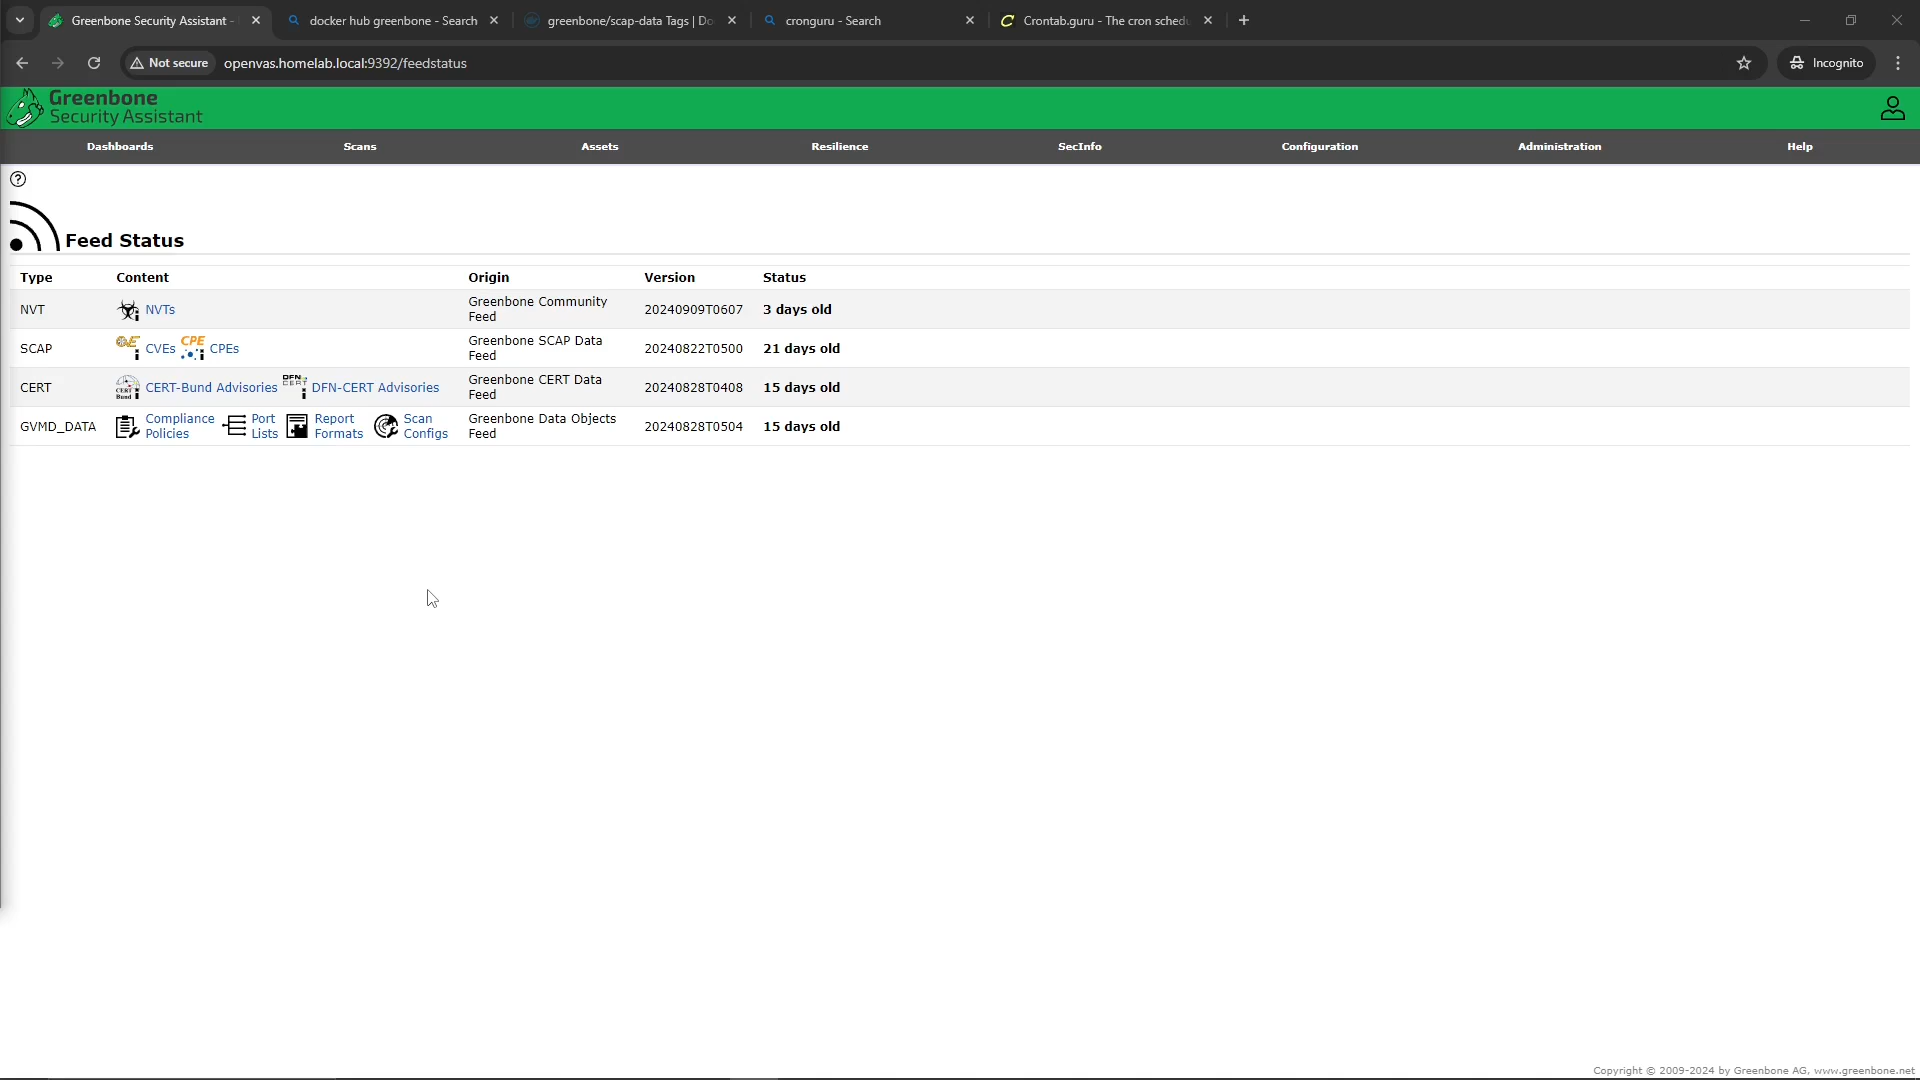 Greenbone Security Assistant -
docker hub greenbone - Search
greenbone/scap-data Tags | Do
cronguru - Search
Crontab.guru - The cron schedu
Not secure
openvas.homelab.local:9392/feedstatus
Incognito
Greenbone
Security Assistant
Dashboards Scans Assets Resilience SecInfo Configuration Administration Help
Feed Status
Type Content Origin Version Status
NVT NVTs Greenbone Community Feed 20240909T0607 3 days old
SCAP CVEs CPE CPEs Greenbone SCAP Data Feed 20240822T0500 21 days old
CERT CERT-Bund Advisories DFN-CERT Advisories Greenbone CERT Data Feed 20240828T0408 15 days old
GVMD_DATA Compliance Policies Port Lists Report Formats Scan Configs Greenbone Data Objects Feed 20240828T0504 15 days old
Copyright © 2009-2024 by Greenbone AG, www.greenbone.net